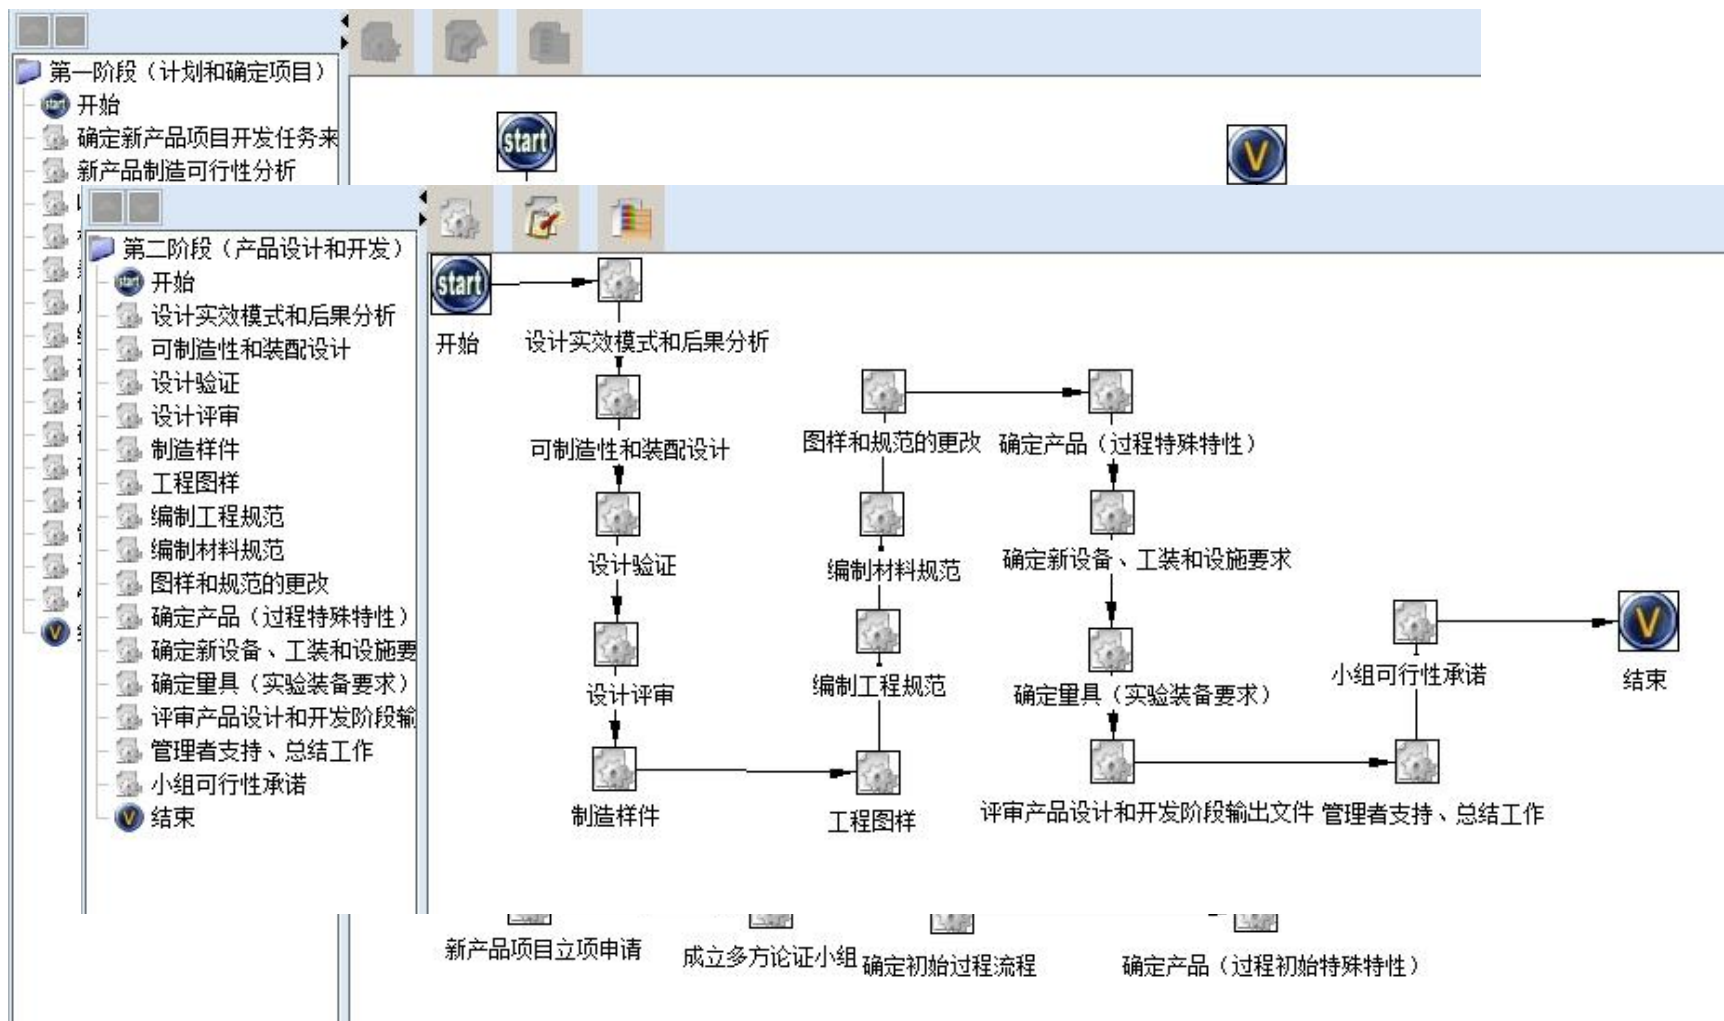 第一阶段（计划和确定项目）
start 开始
确定新产品项目开发任务来
新产品制造可行性分析
start
V
第二阶段（产品设计和开发）
start 开始
设计实效模式和后果分析
可制造性和装配设计
设计验证
设计评审
制造样件
工程图样
编制工程规范
编制材料规范
图样和规范的更改
确定产品（过程特殊特性）
确定新设备、工装和设施要
确定量具（实验装备要求）
评审产品设计和开发阶段输
管理者支持、总结工作
小组可行性承诺
V 结束
start
开始
设计实效模式和后果分析
可制造性和装配设计
设计验证
设计评审
制造样件
图样和规范的更改
编制材料规范
编制工程规范
工程图样
确定产品（过程特殊特性）
确定新设备、工装和设施要求
确定量具（实验装备要求）
评审产品设计和开发阶段输出文件
管理者支持、总结工作
小组可行性承诺
V
结束
V
新产品项目立项申请
成立多方论证小组
确定初始过程流程
确定产品（过程初始特殊特性）